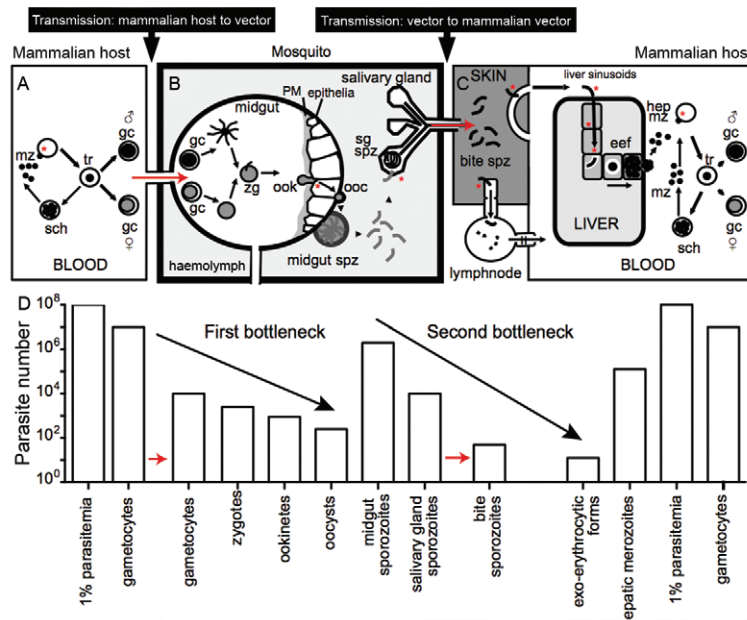 Transmission: mammalian host to vector
Transmission: vector to mammalian vector
Mammalian host
Mosquito
Mammalian hos
A
mz
tr
gc
♂
gc
♀
sch
BLOOD
B
midgut
PM
epithelia
gc
gc
zg
ook
ooc
haemolymph
midgut spz
salivary gland
sg
spz
C
SKIN
bite spz
lymphnode
liver sinusoids
eef
LIVER
hep
mz
mz
tr
♂
gc
gc
♀
sch
BLOOD
D
First bottleneck
Second bottleneck
Parasite number
10⁸
10⁶
10⁴
10²
10⁰
1% parasitemia
gametocytes
gametocytes
zygotes
ookinetes
oocysts
midgut
sporozoites
salivary gland
sporozoites
bite
sporozoites
exo-erythrocytic
forms
epatic merozoites
1% parasitemia
gametocytes